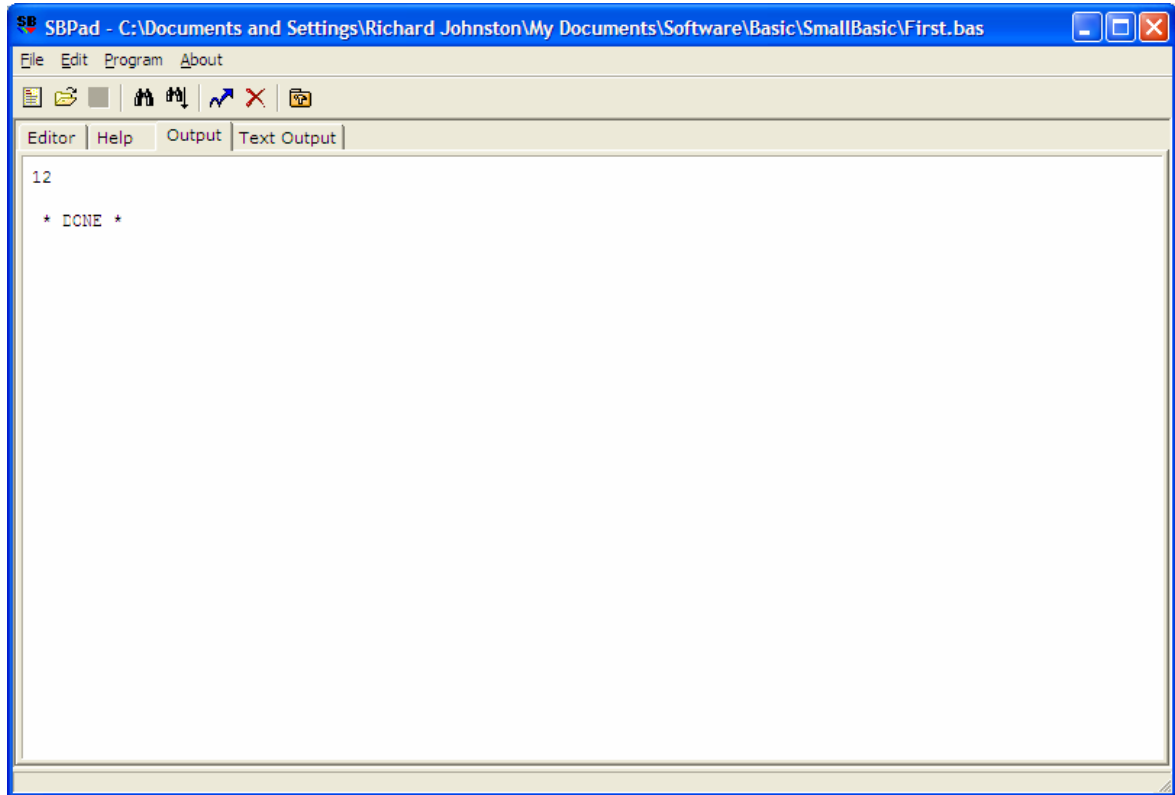 SB
SBPad - C:\Documents and Settings\Richard Johnston\My Documents\Software\Basic\SmallBasic\First.bas
File Edit Program About
Editor Help Output Text Output
12
* DONE *